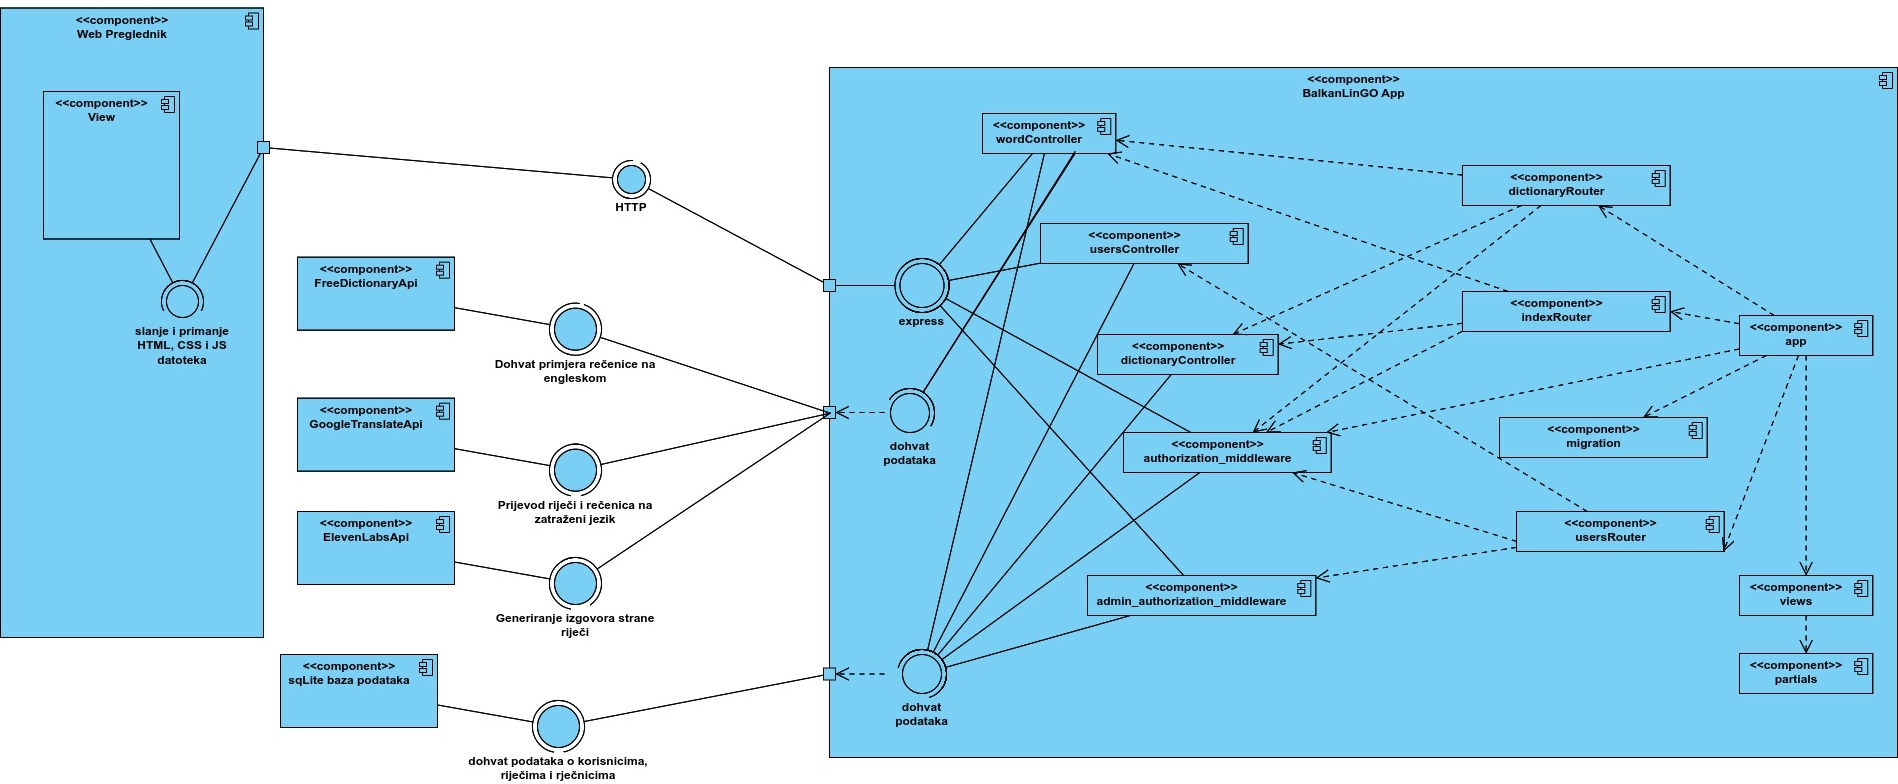 <<component>>
Web Preglednik
<<component>>
View
slanje i primanje
HTML, CSS i JS
datoteka
HTTP
<<component>>
FreeDictionaryApi
Dohvat primjera rečenice na
engleskom
<<component>>
GoogleTranslateApi
Prijevod riječi i rečenica na
zatraženi jezik
<<component>>
ElevenLabsApi
Generiranje izgovora strane
riječi
<<component>>
sqLite baza podataka
dohvat podataka o korisnicima,
riječima i rječnicima
<<component>>
BalkanLinGO App
<<component>>
wordController
<<component>>
dictionaryRouter
<<component>>
usersController
express
<<component>>
indexRouter
<<component>>
app
<<component>>
dictionaryController
dohvat
podataka
<<component>>
authorization_middleware
<<component>>
migration
<<component>>
usersRouter
<<component>>
admin_authorization_middleware
<<component>>
views
<<component>>
partials
dohvat
podataka